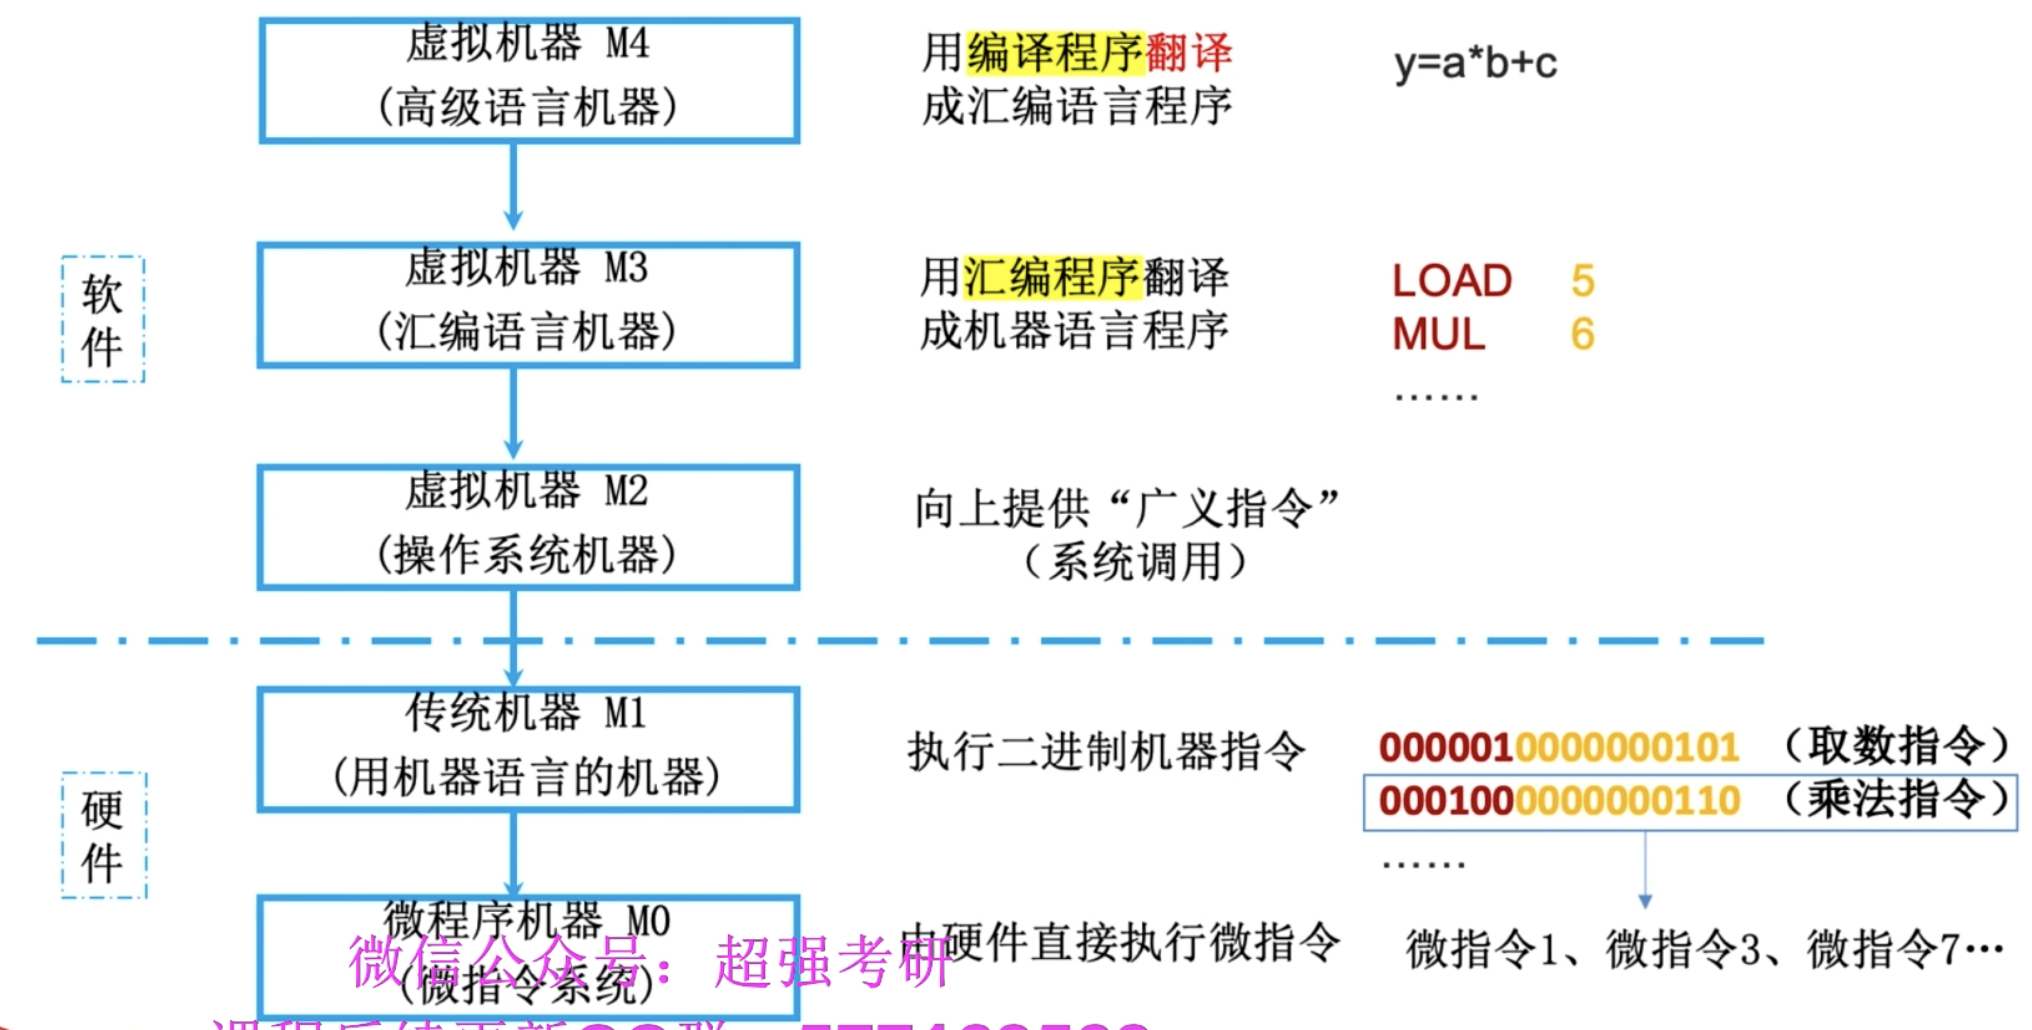 虚拟机器 M4
(高级语言机器)
用编译程序翻译
成汇编语言程序
y=a*b+c
软件
虚拟机器 M3
(汇编语言机器)
用汇编程序翻译
成机器语言程序
LOAD 5
MUL 6
……
虚拟机器 M2
(操作系统机器)
向上提供“广义指令”
（系统调用）
硬件
传统机器 M1
(用机器语言的机器)
执行二进制机器指令
0000010000000101 （取数指令）
0001000000000110 （乘法指令）
……
微程序机器 M0
(微指令系统)
由硬件直接执行微指令
微指令1、微指令3、微指令7…
微信公众号：超强考研